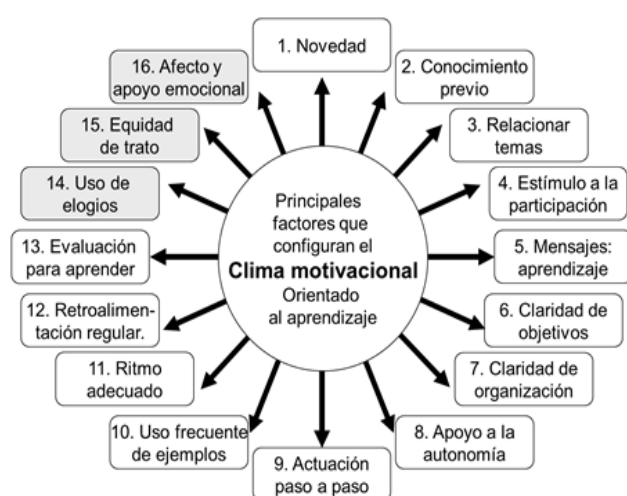 Principales
factores que
configuran el
Clima motivacional
Orientado
al aprendizaje
1. Novedad
2. Conocimiento
previo
3. Relacionar
temas
4. Estímulo a la
participación
5. Mensajes:
aprendizaje
6. Claridad de
objetivos
7. Claridad de
organización
8. Apoyo a la
autonomía
9. Actuación
paso a paso
10. Uso frecuente
de ejemplos
11. Ritmo
adecuado
12. Retroalimen-
tación regular.
13. Evaluación
para aprender
14. Uso de
elogios
15. Equidad
de trato
16. Afecto y
apoyo emocional